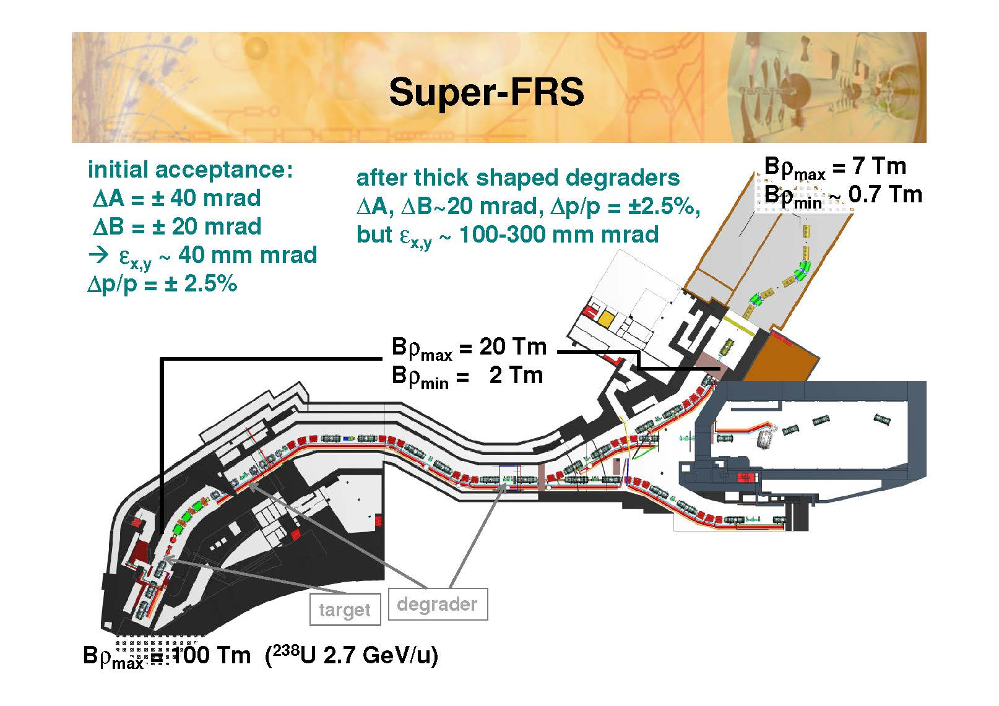 Super-FRS
initial acceptance:
ΔA = ± 40 mrad
ΔB = ± 20 mrad
→ εx,y ~ 40 mm mrad
Δp/p = ± 2.5%
after thick shaped degraders
ΔA, ΔB~20 mrad, Δp/p = ±2.5%,
but εx,y ~ 100-300 mm mrad
Bρmax = 7 Tm
Bρmin ~ 0.7 Tm
Bρmax = 20 Tm
Bρmin = 2 Tm
target
degrader
Bρmax = 100 Tm (238U 2.7 GeV/u)